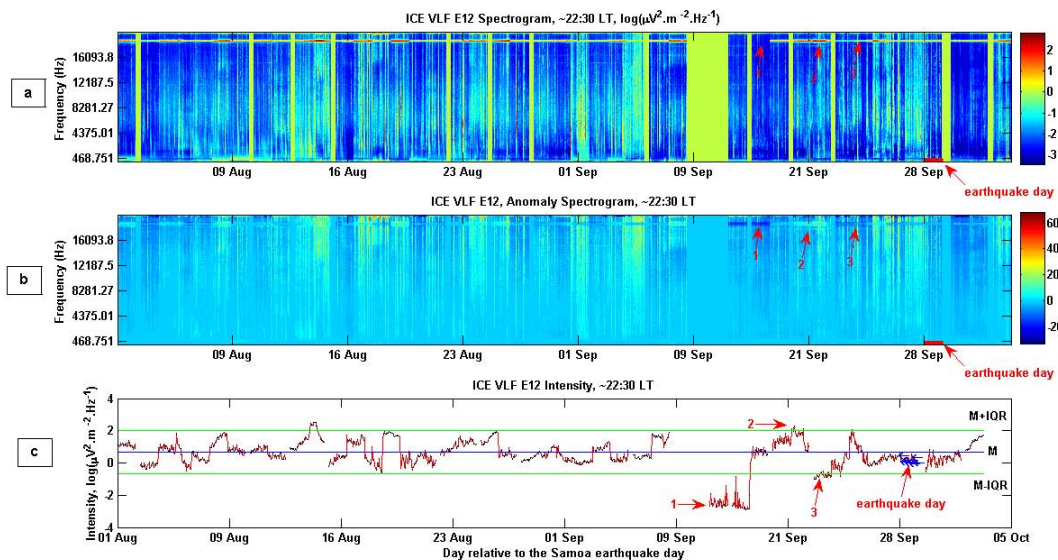 ICE VLF E12 Spectrogram, ~22:30 LT, log(μV².m⁻².Hz⁻¹)
a
Frequency (Hz)
16093.8
12187.5
8281.27
4375.01
468.751
1
2
3
2
1
0
-1
-2
-3
09 Aug
16 Aug
23 Aug
01 Sep
09 Sep
21 Sep
28 Sep
earthquake day
ICE VLF E12, Anomaly Spectrogram, ~22:30 LT
b
Frequency (Hz)
16093.8
12187.5
8281.27
4375.01
468.751
1
2
3
60
40
20
0
-20
09 Aug
16 Aug
23 Aug
01 Sep
09 Sep
21 Sep
28 Sep
earthquake day
ICE VLF E12 Intensity, ~22:30 LT
c
Intensity, log(μV².m⁻².Hz⁻¹)
4
2
0
-2
-4
M+IQR
M
M-IQR
1
2
3
earthquake day
01 Aug
09 Aug
16 Aug
23 Aug
01 Sep
09 Sep
21 Sep
28 Sep
05 Oct
Day relative to the Samoa earthquake day